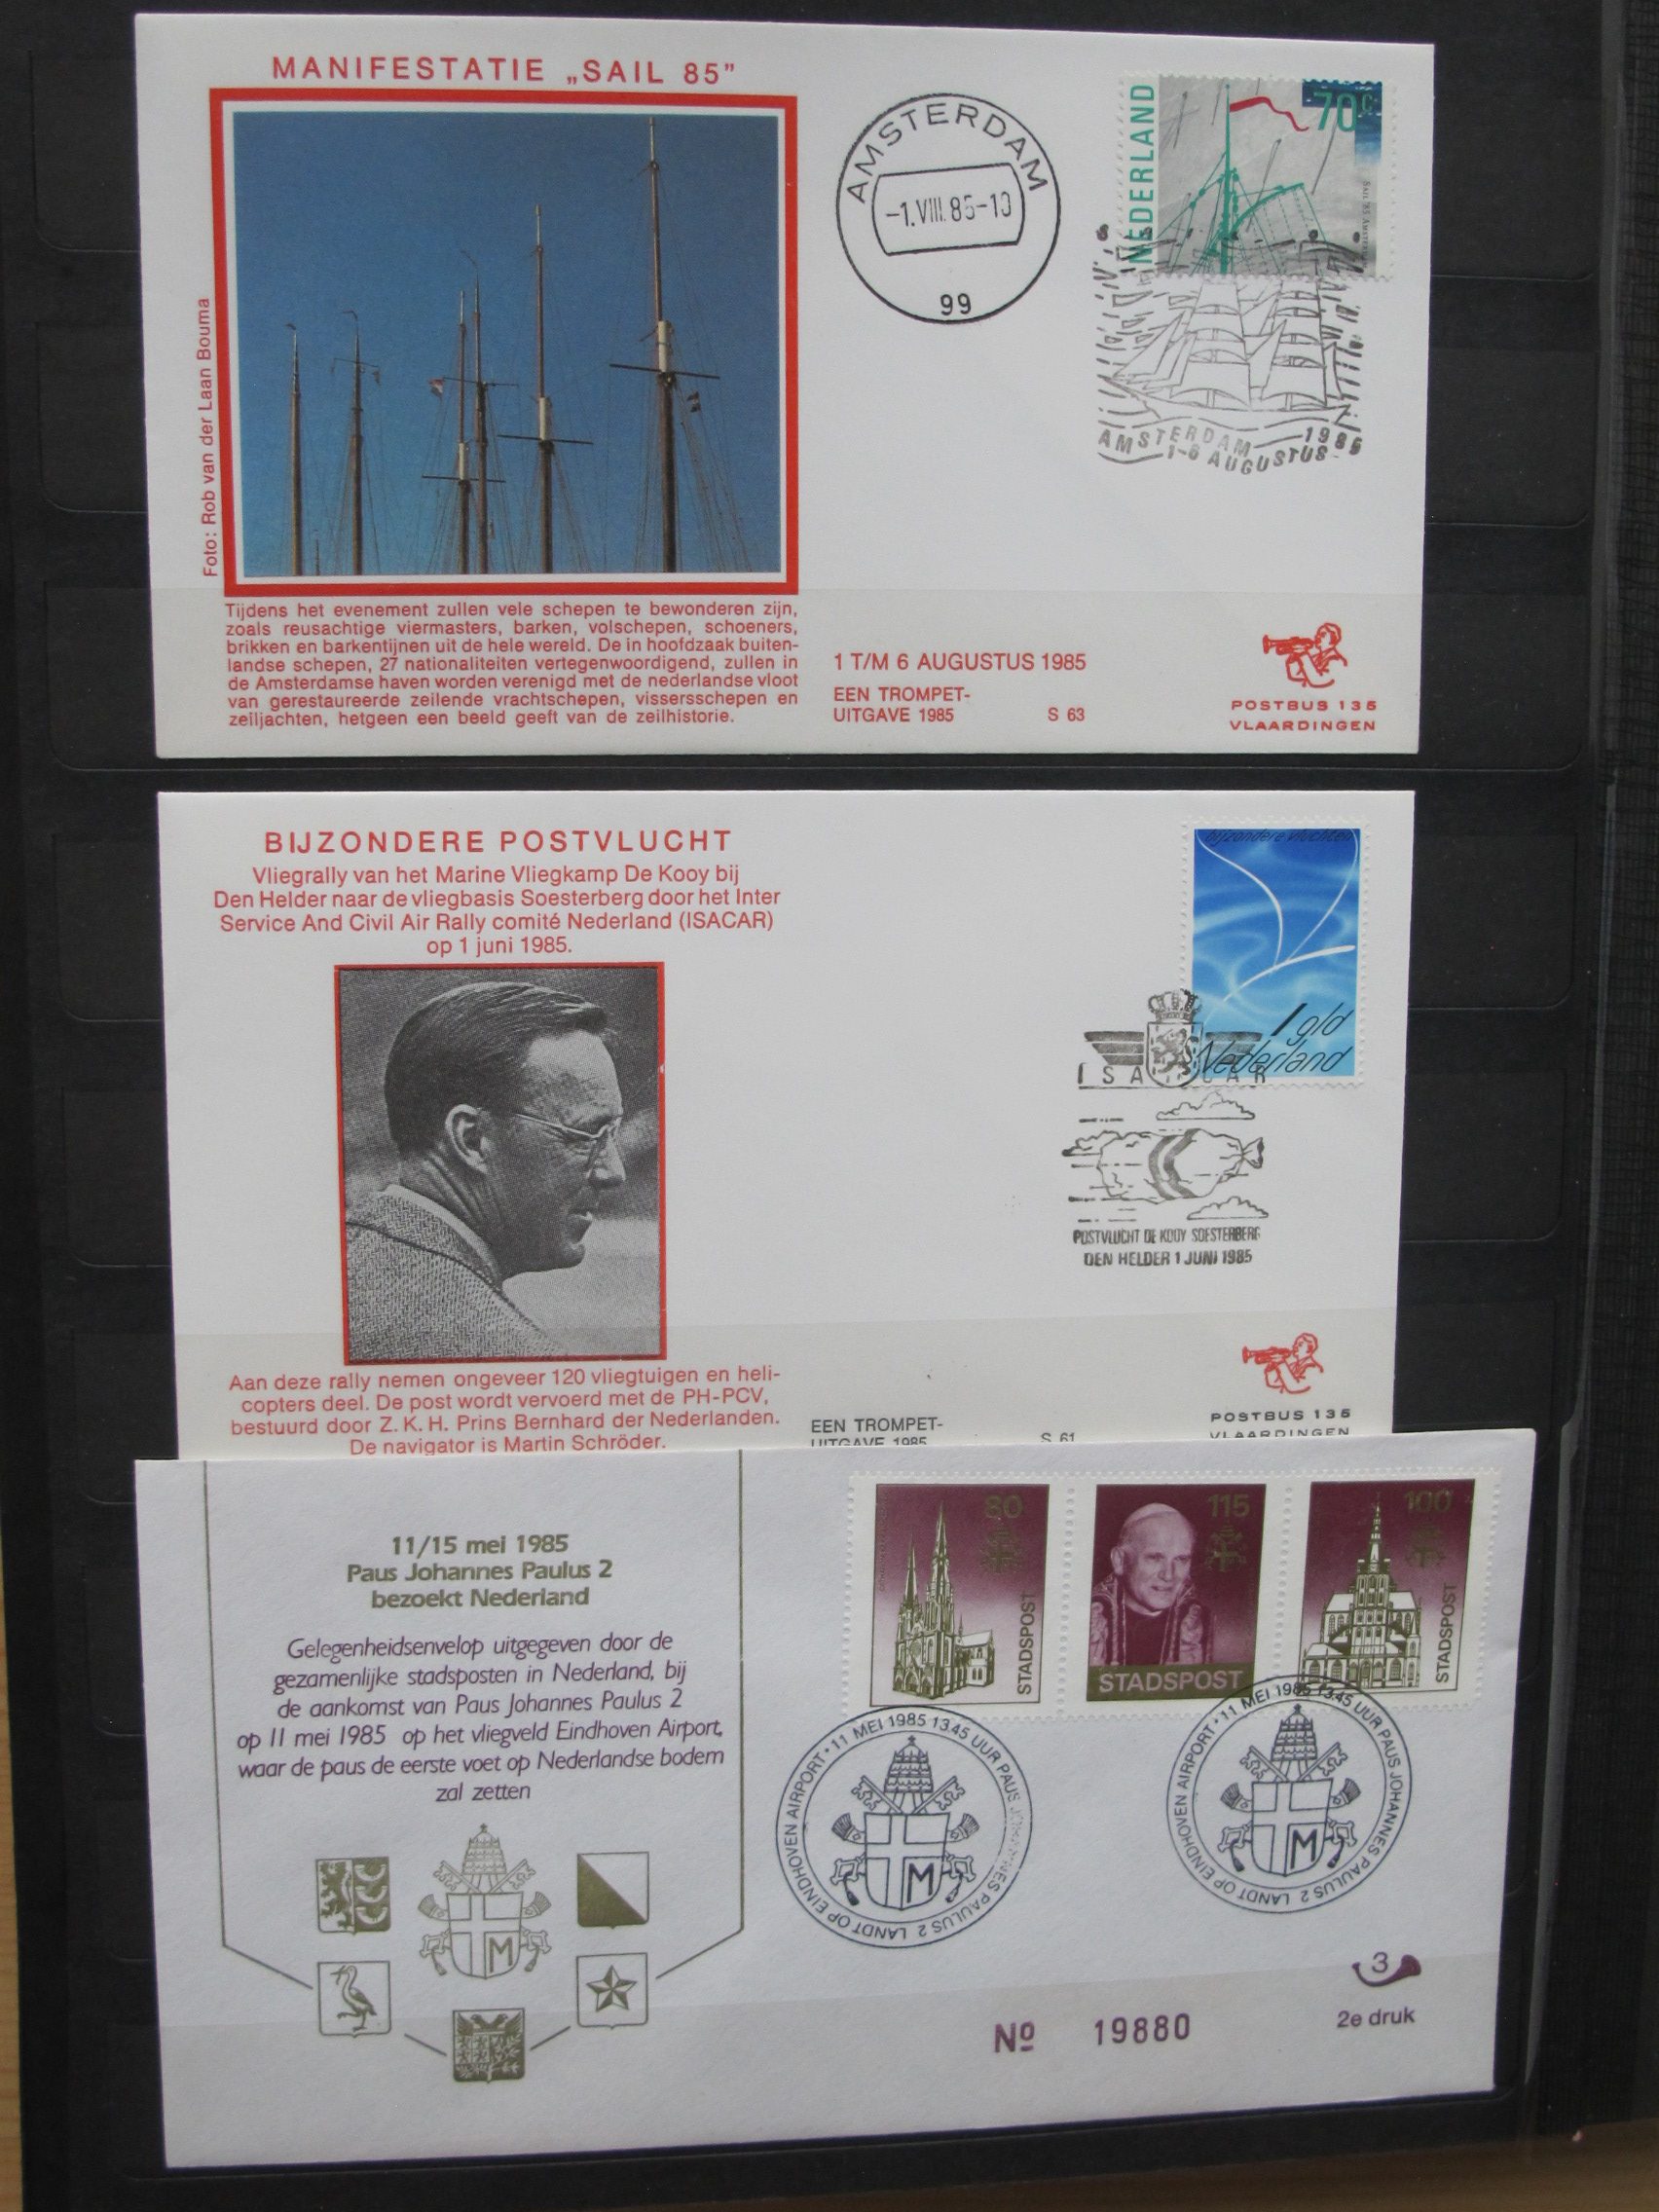 MANIFESTATIE „SAIL 85”
Foto: Rob van der Laan Bouma
Tijdens het evenement zullen vele schepen te bewonderen zijn,
zoals reusachtige viermasters, barken, volschepen, schoeners,
brikken en barkentijnen uit de hele wereld. De in hoofdzaak buiten-
landse schepen, 27 nationaliteiten vertegenwoordigend, zullen in
de Amsterdamse haven worden verenigd met de nederlandse vloot
van gerestaureerde zeilende vrachtschepen, vissersschepen en
zeiljachten, hetgeen een beeld geeft van de zeilhistorie.
AMSTERDAM
-1.VIII.85-10
99
NEDERLAND
70c
SAIL '85 AMSTERDAM
AMSTERDAM 1985
1-6 AUGUSTUS
1 T/M 6 AUGUSTUS 1985
EEN TROMPET-
UITGAVE 1985 S 63
POSTBUS 135
VLAARDINGEN
BIJZONDERE POSTVLUCHT
Vliegrally van het Marine Vliegkamp De Kooy bij
Den Helder naar de vliegbasis Soesterberg door het Inter
Service And Civil Air Rally comité Nederland (ISACAR)
op 1 juni 1985.
Aan deze rally nemen ongeveer 120 vliegtuigen en heli-
copters deel. De post wordt vervoerd met de PH-PCV,
bestuurd door Z. K. H. Prins Bernhard der Nederlanden.
De navigator is Martin Schröder.
bijzondere vluchten
1 gld
Nederland
ISACAR
POSTVLUCHT DE KOOY SOESTERBERG
DEN HELDER 1 JUNI 1985
EEN TROMPET-
UITGAVE 1985 S 61
POSTBUS 135
VLAARDINGEN
11/15 mei 1985
Paus Johannes Paulus 2
bezoekt Nederland
Gelegenheidsenvelop uitgegeven door de
gezamenlijke stadsposten in Nederland, bij
de aankomst van Paus Johannes Paulus 2
op 11 mei 1985 op het vliegveld Eindhoven Airport,
waar de paus de eerste voet op Nederlandse bodem
zal zetten
M
80
STADSPOST
115
STADSPOST
100
STADSPOST
11 MEI 1985 13.45 UUR PAUS JOHANNES PAULUS 2 LANDT OP EINDHOVEN AIRPORT •
M
11 MEI 1985 13.45 UUR PAUS JOHANNES PAULUS 2 LANDT OP EINDHOVEN AIRPORT •
M
3
2e druk
Nº 19880